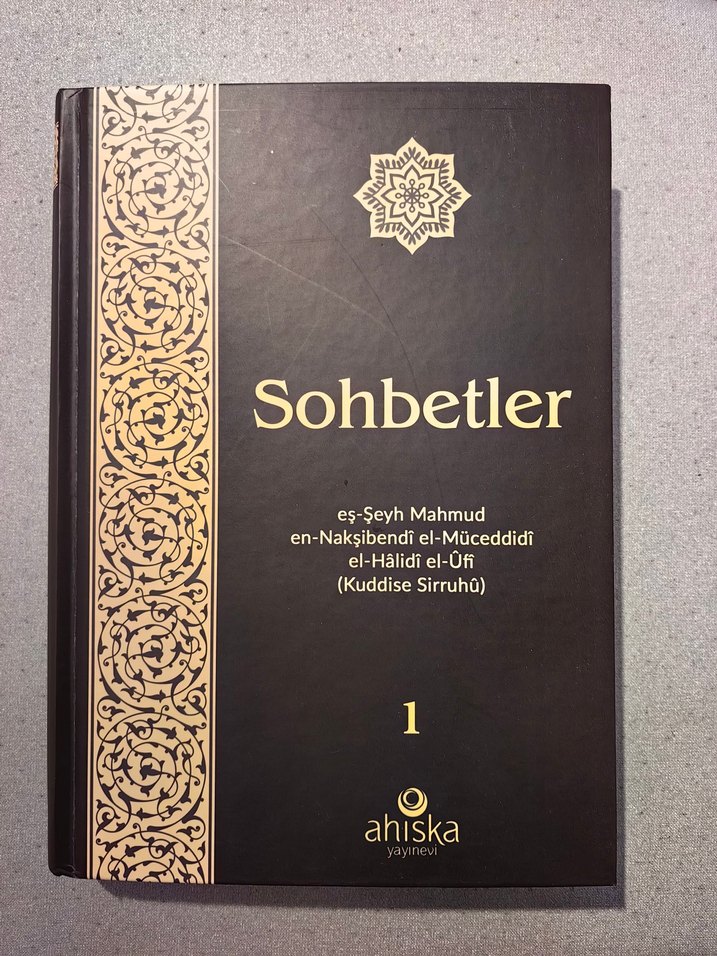 Sohbetler
eş-Şeyh Mahmud
en-Nakşibendî el-Müceddidî
el-Hâlidî el-Ûfî
(Kuddise Sirruhû)
1
ahıska
yayınevi